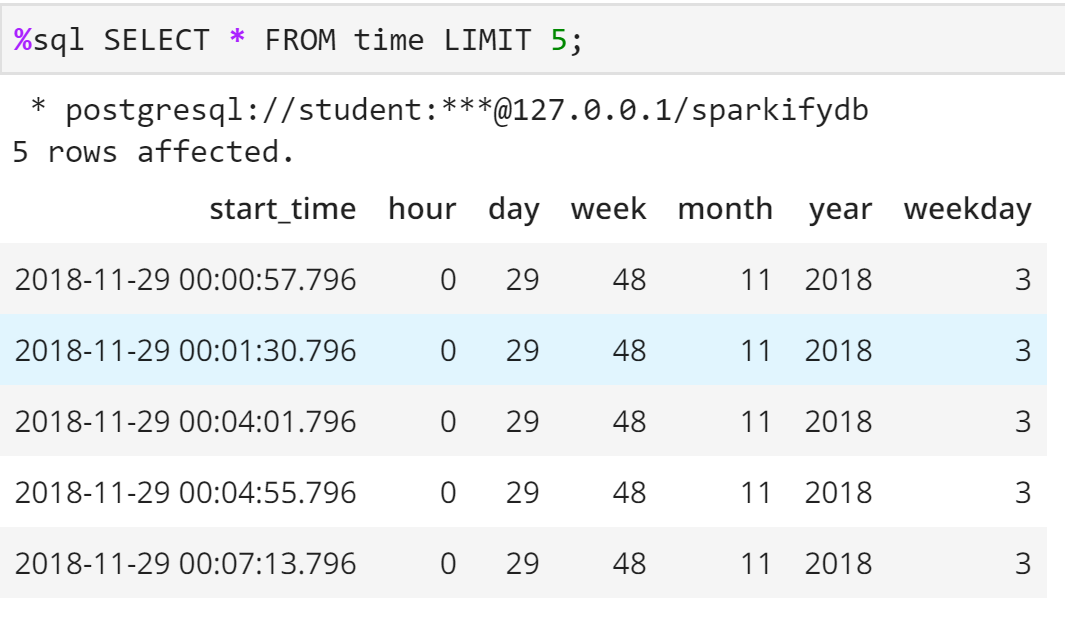 %sql SELECT * FROM time LIMIT 5;
* postgresql://student:***@127.0.0.1/sparkifydb
5 rows affected.
start_time hour day week month year weekday
2018-11-29 00:00:57.796 0 29 48 11 2018 3
2018-11-29 00:01:30.796 0 29 48 11 2018 3
2018-11-29 00:04:01.796 0 29 48 11 2018 3
2018-11-29 00:04:55.796 0 29 48 11 2018 3
2018-11-29 00:07:13.796 0 29 48 11 2018 3